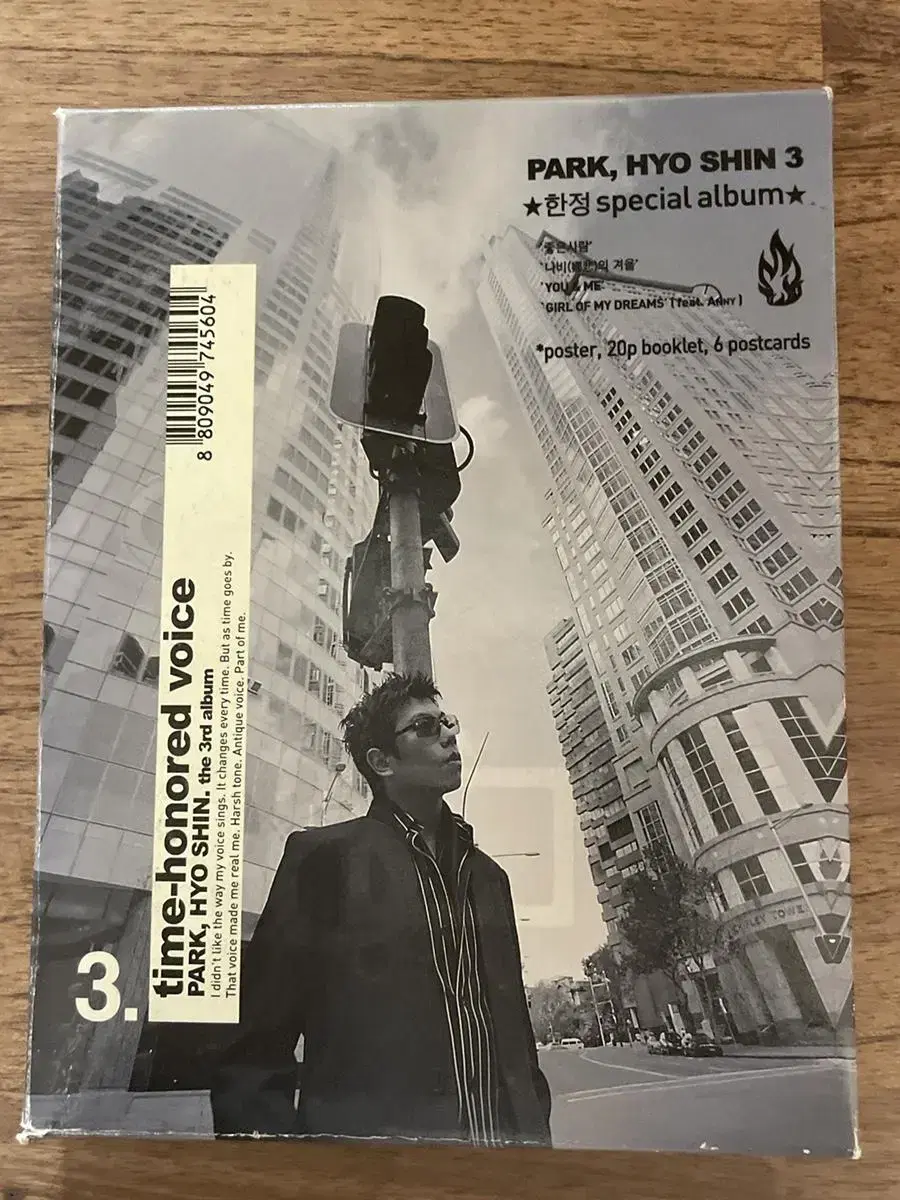 PARK, HYO SHIN 3
★한정 special album★
'좋은사람'
'나비(蝶悲)의 겨울'
'YOU & ME'
'GIRL OF MY DREAMS' (feat. ANNY)
*poster, 20p booklet, 6 postcards
8 809049 745604
time-honored voice
PARK, HYO SHIN. the 3rd album
I didn't like the way my voice sings. It changes every time. But as time goes by.
That voice made me real me. Harsh tone. Antique voice. Part of me.
3.